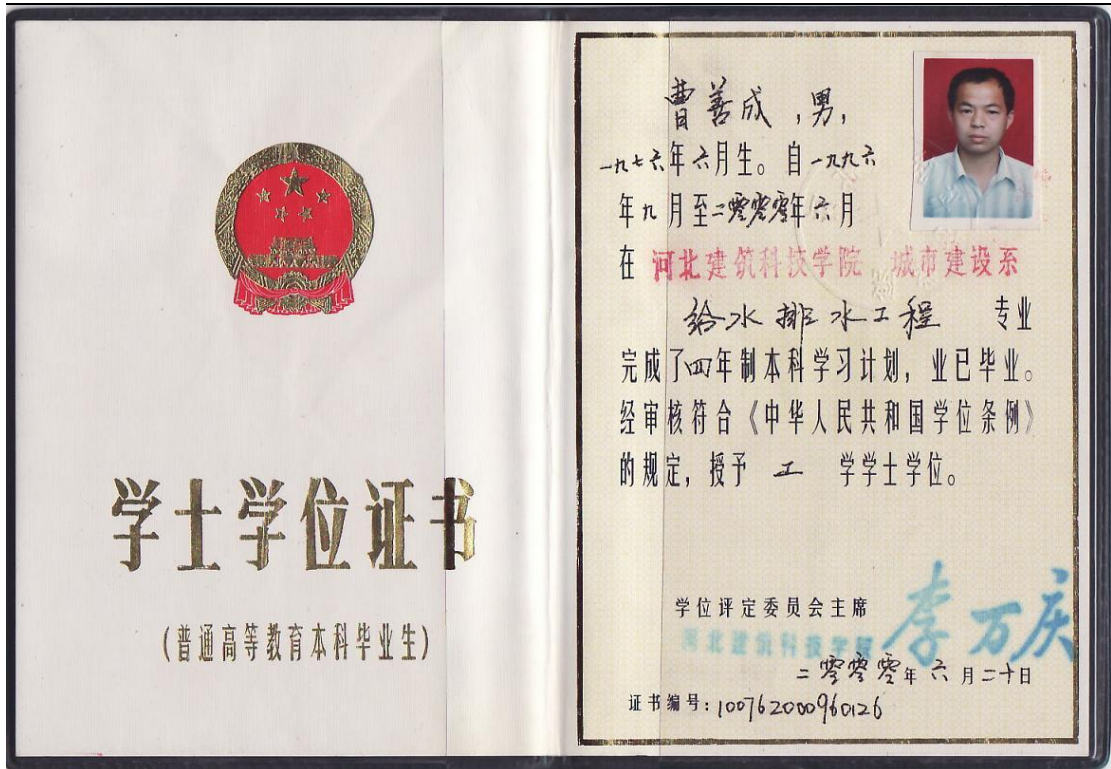 学士学位证书
(普通高等教育本科毕业生)
曹善成,男,
一九七六年六月生。自一九九六
年九月至二零零零年六月
在 河北建筑科技学院 城市建设系
给水排水工程 专业
完成了四年制本科学习计划,业已毕业。
经审核符合《中华人民共和国学位条例》
的规定,授予 工 学学士学位。
学位评定委员会主席 李万庆
河北建筑科技学院
二零零零年六月二十日
证书编号:100762000960126